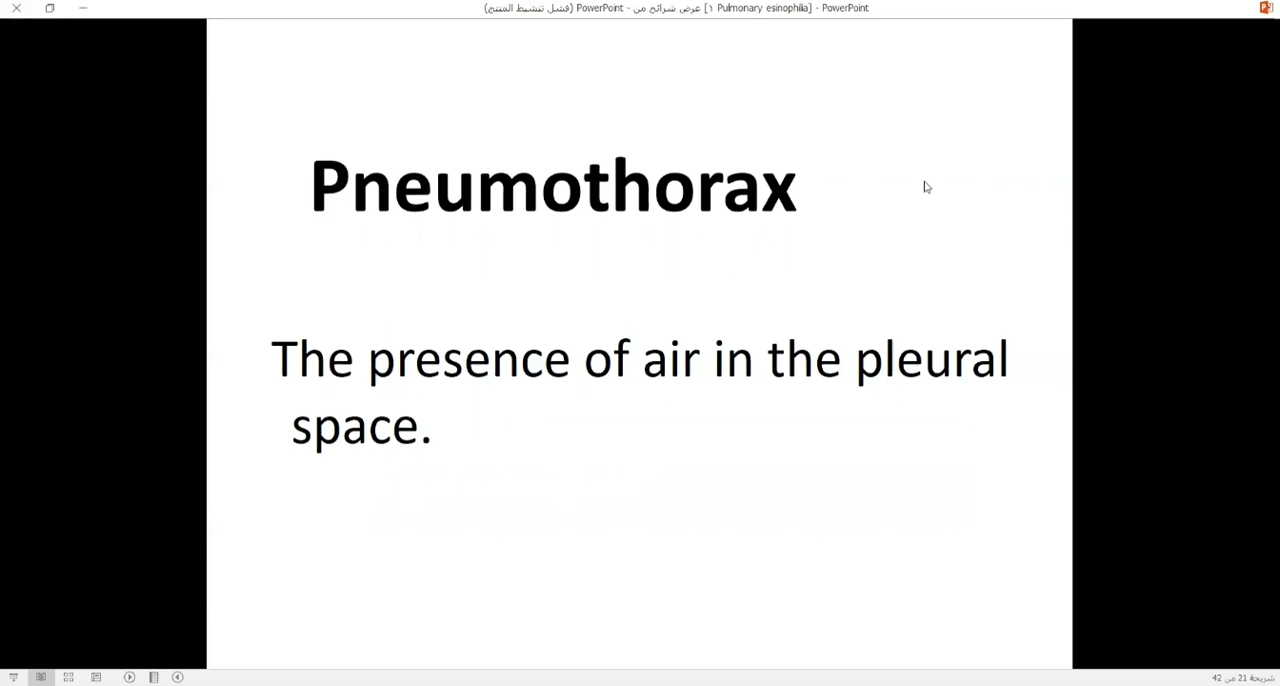 عرض شرائح من - PowerPoint (فشل تنشيط المنتج) [١ Pulmonary esinophilia] - PowerPoint
Pneumothorax
The presence of air in the pleural
space.
شريحة 21 من 42